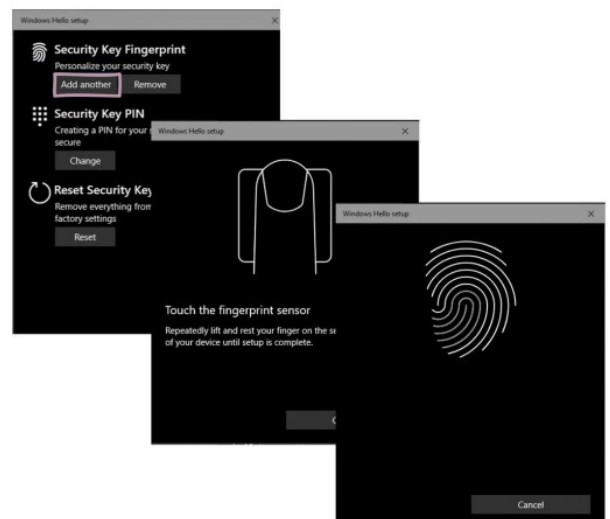 Windows Hello setup
Security Key Fingerprint
Personalize your security key
Add another Remove
Security Key PIN
Creating a PIN for your
secure
Change
Reset Security Key
Remove everything from
factory settings
Reset
Windows Hello setup
Touch the fingerprint sensor
Repeatedly lift and rest your finger on the
of your device until setup is complete.
Windows Hello setup
Cancel